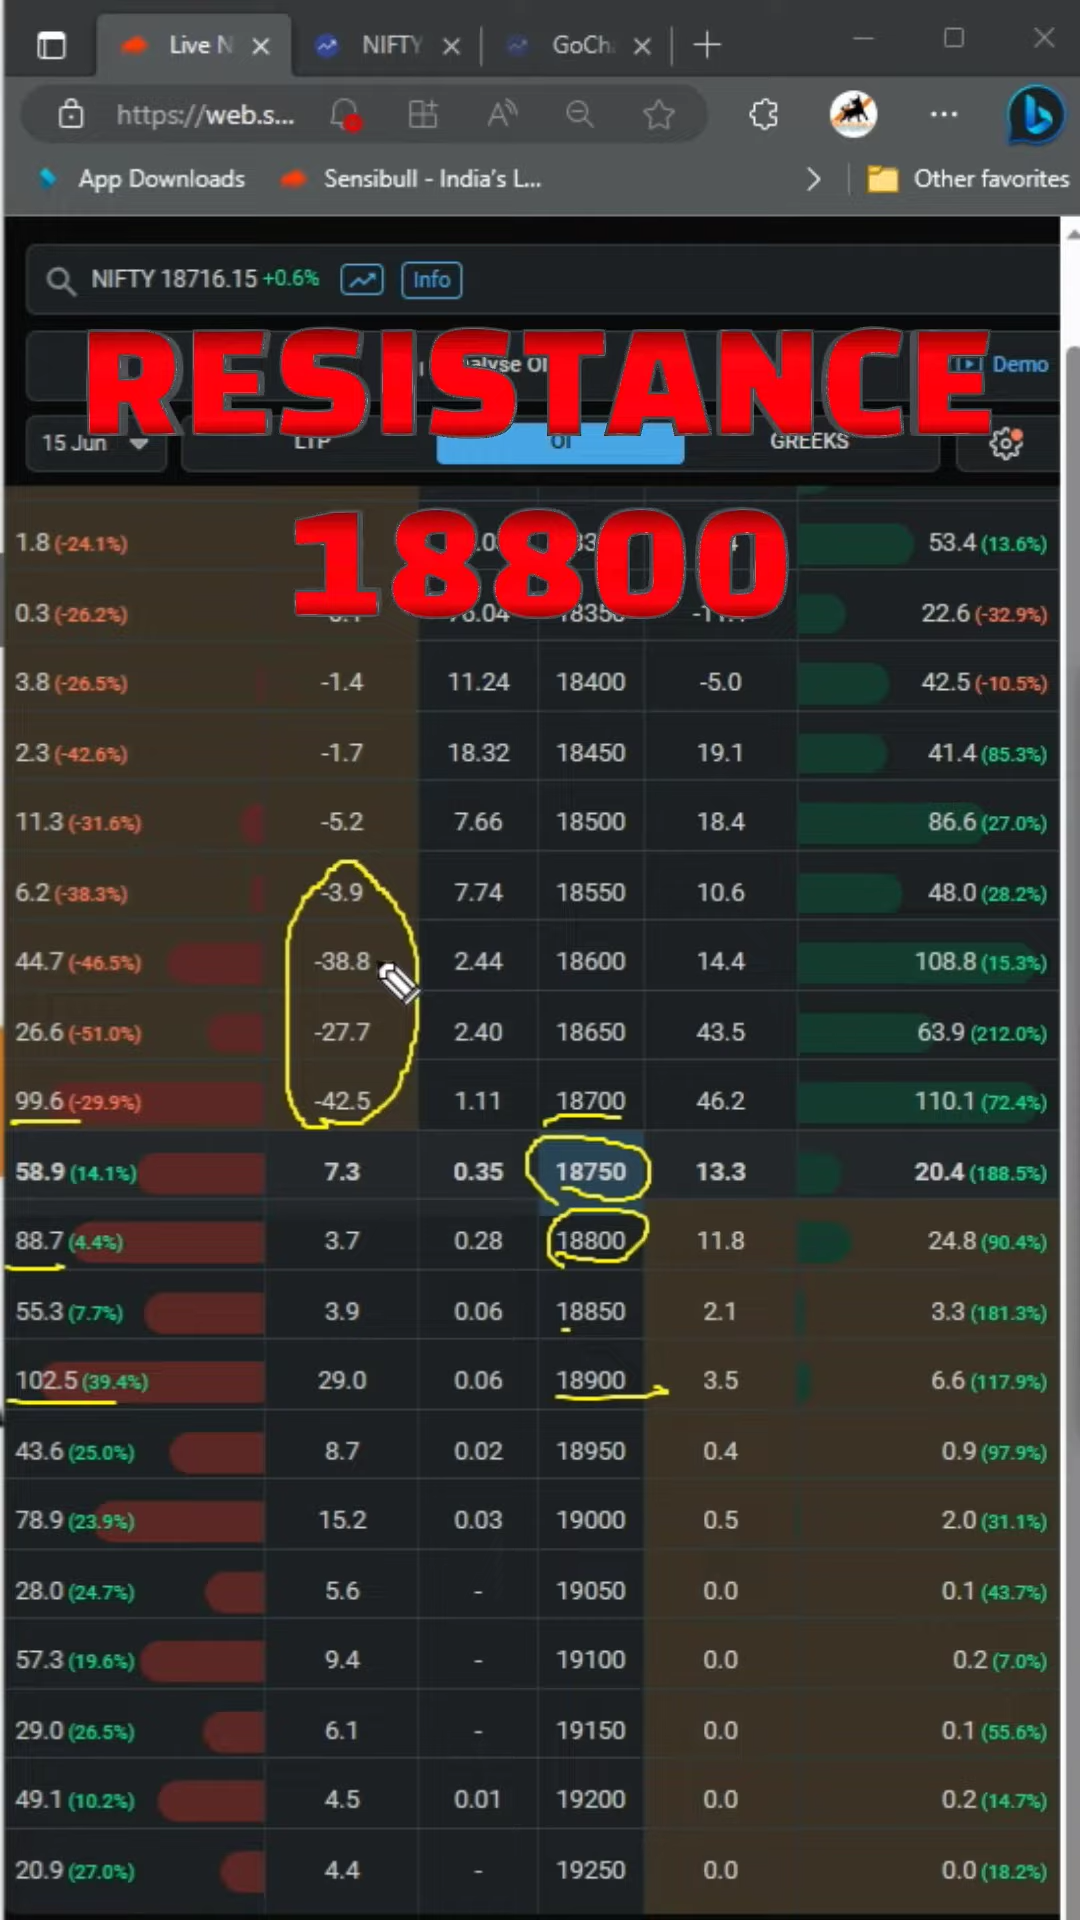 Live N NIFTY GoCh
https://web.s...
App Downloads Sensibull - India's L... Other favorites
NIFTY 18716.15 +0.6% Info
RESISTANCE
Demo
15 Jun LTP OI GREEKS
18800
1.8 (-24.1%) 53.4 (13.6%)
0.3 (-26.2%) 18350 22.6 (-32.9%)
3.8 (-26.5%) -1.4 11.24 18400 -5.0 42.5 (-10.5%)
2.3 (-42.6%) -1.7 18.32 18450 19.1 41.4 (85.3%)
11.3 (-31.6%) -5.2 7.66 18500 18.4 86.6 (27.0%)
6.2 (-38.3%) -3.9 7.74 18550 10.6 48.0 (28.2%)
44.7 (-46.5%) -38.8 2.44 18600 14.4 108.8 (15.3%)
26.6 (-51.0%) -27.7 2.40 18650 43.5 63.9 (212.0%)
99.6 (-29.9%) -42.5 1.11 18700 46.2 110.1 (72.4%)
58.9 (14.1%) 7.3 0.35 18750 13.3 20.4 (188.5%)
88.7 (4.4%) 3.7 0.28 18800 11.8 24.8 (90.4%)
55.3 (7.7%) 3.9 0.06 18850 2.1 3.3 (181.3%)
102.5 (39.4%) 29.0 0.06 18900 3.5 6.6 (117.9%)
43.6 (25.0%) 8.7 0.02 18950 0.4 0.9 (97.9%)
78.9 (23.9%) 15.2 0.03 19000 0.5 2.0 (31.1%)
28.0 (24.7%) 5.6 - 19050 0.0 0.1 (43.7%)
57.3 (19.6%) 9.4 - 19100 0.0 0.2 (7.0%)
29.0 (26.5%) 6.1 - 19150 0.0 0.1 (55.6%)
49.1 (10.2%) 4.5 0.01 19200 0.0 0.2 (14.7%)
20.9 (27.0%) 4.4 - 19250 0.0 0.0 (18.2%)